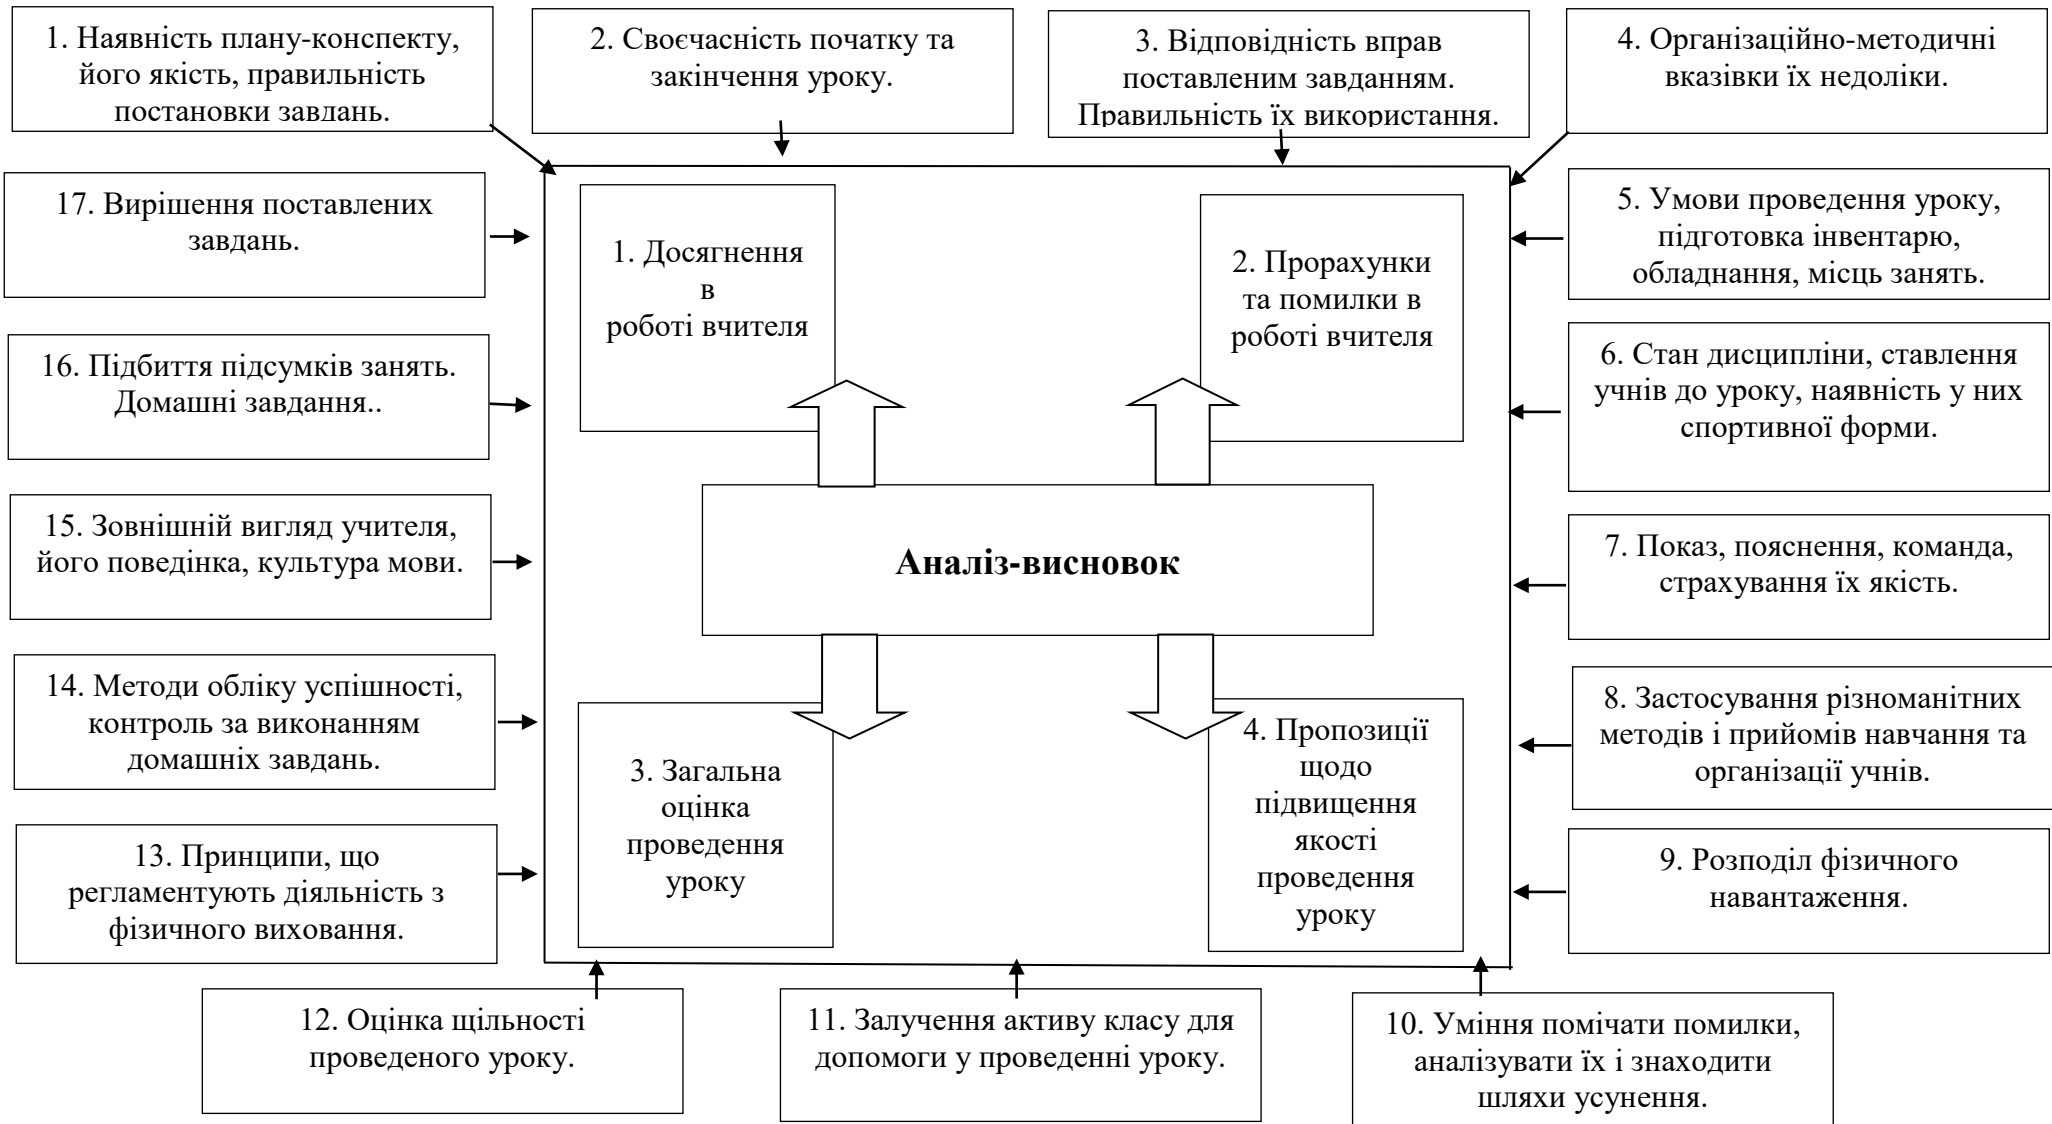 1. Наявність плану-конспекту,
його якість, правильність
постановки завдань.
2. Своєчасність початку та
закінчення уроку.
3. Відповідність вправ
поставленим завданням.
Правильність їх використання.
4. Організаційно-методичні
вказівки їх недоліки.
17. Вирішення поставлених
завдань.
1. Досягнення
в
роботі вчителя
2. Прорахунки
та помилки в
роботі вчителя
5. Умови проведення уроку,
підготовка інвентарю,
обладнання, місць занять.
16. Підбиття підсумків занять.
Домашні завдання..
6. Стан дисципліни, ставлення
учнів до уроку, наявність у них
спортивної форми.
15. Зовнішній вигляд учителя,
його поведінка, культура мови.
Аналіз-висновок
7. Показ, пояснення, команда,
страхування їх якість.
14. Методи обліку успішності,
контроль за виконанням
домашніх завдань.
3. Загальна
оцінка
проведення
уроку
4. Пропозиції
щодо
підвищення
якості
проведення
уроку
8. Застосування різноманітних
методів і прийомів навчання та
організації учнів.
13. Принципи, що
регламентують діяльність з
фізичного виховання.
9. Розподіл фізичного
навантаження.
12. Оцінка щільності
проведеного уроку.
11. Залучення активу класу для
допомоги у проведенні уроку.
10. Уміння помічати помилки,
аналізувати їх і знаходити
шляхи усунення.